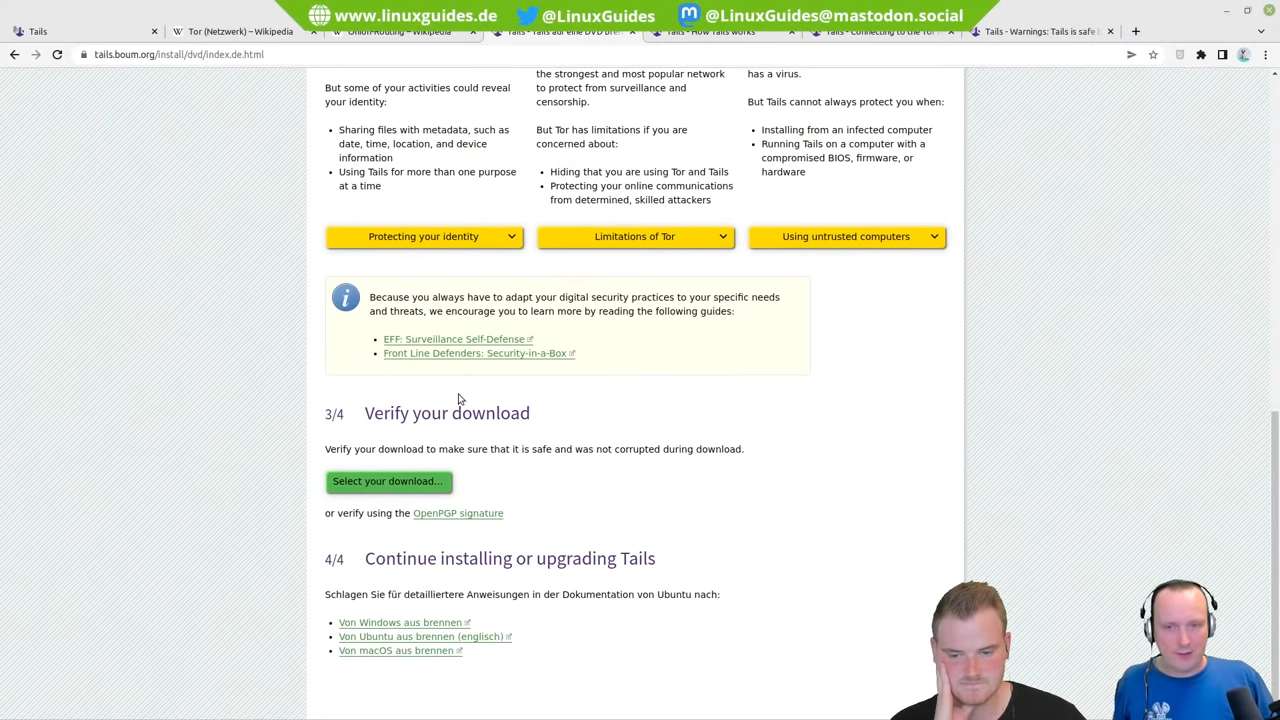 www.linuxguides.de @LinuxGuides @LinuxGuides@mastodon.social
Tails Tor (Netzwerk) – Wikipedia Onion-Routing – Wikipedia Tails - Tails auf eine DVD bren Tails - How Tails works Tails - Connecting to the Tor Tails - Warnings: Tails is safe b
tails.boum.org/install/dvd/index.de.html
But some of your activities could reveal
your identity:
Sharing files with metadata, such as
date, time, location, and device
information
Using Tails for more than one purpose
at a time
the strongest and most popular network
to protect from surveillance and
censorship.
But Tor has limitations if you are
concerned about:
Hiding that you are using Tor and Tails
Protecting your online communications
from determined, skilled attackers
has a virus.
But Tails cannot always protect you when:
Installing from an infected computer
Running Tails on a computer with a
compromised BIOS, firmware, or
hardware
Protecting your identity
Limitations of Tor
Using untrusted computers
Because you always have to adapt your digital security practices to your specific needs
and threats, we encourage you to learn more by reading the following guides:
EFF: Surveillance Self-Defense
Front Line Defenders: Security-in-a-Box
3/4 Verify your download
Verify your download to make sure that it is safe and was not corrupted during download.
Select your download...
or verify using the OpenPGP signature
4/4 Continue installing or upgrading Tails
Schlagen Sie für detailliertere Anweisungen in der Dokumentation von Ubuntu nach:
Von Windows aus brennen
Von Ubuntu aus brennen (englisch)
Von macOS aus brennen